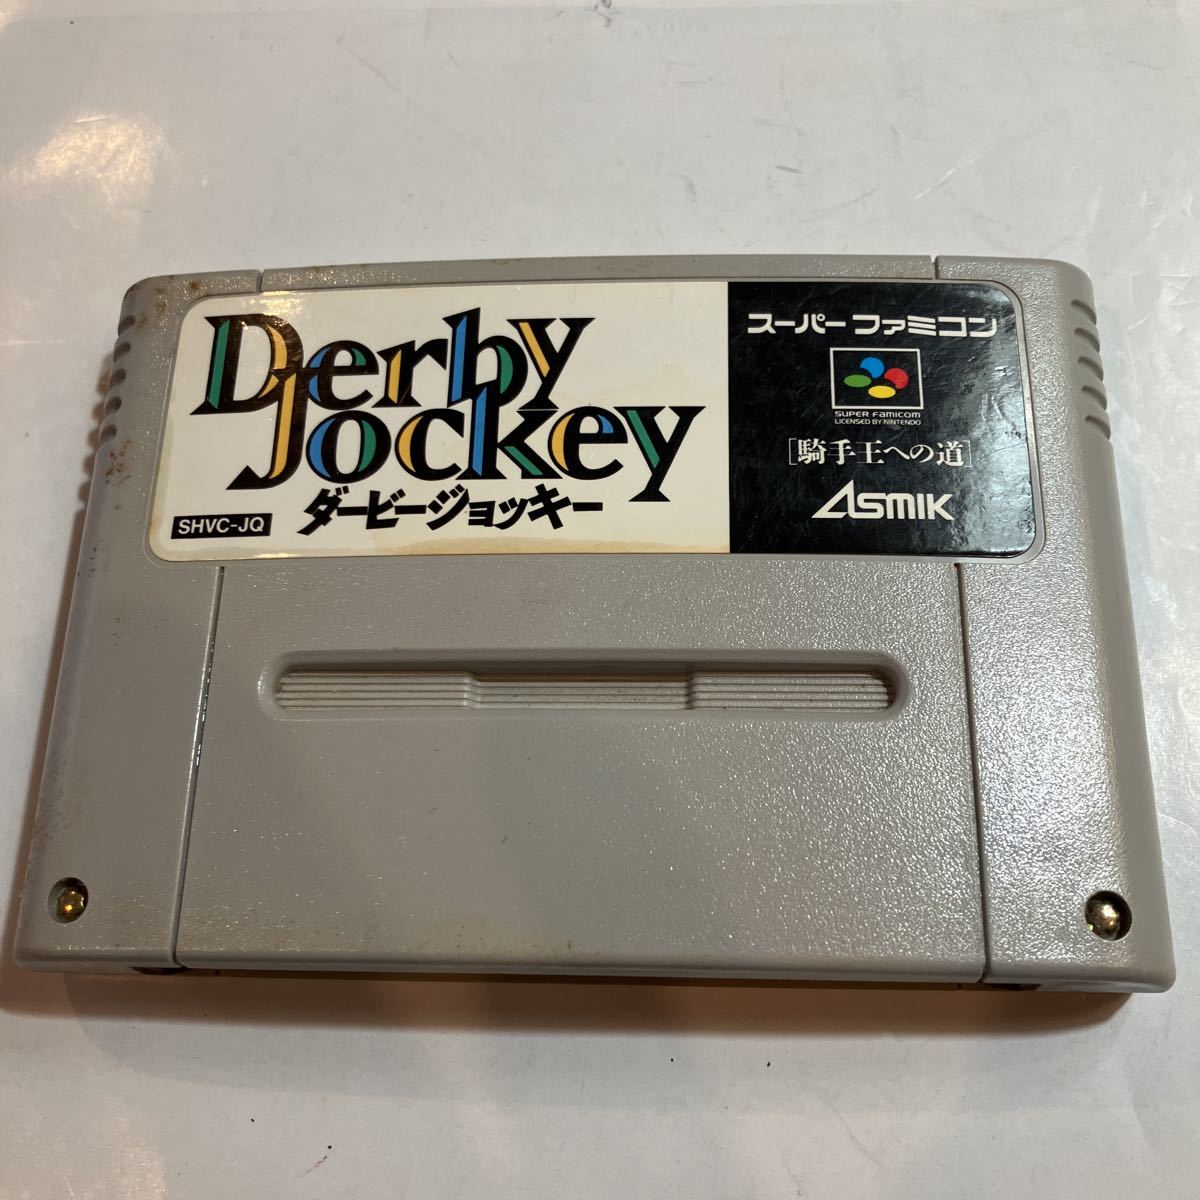 Derby
Jockey
ダービージョッキー
SHVC-JQ
スーパーファミコン
SUPER FAMICOM
LICENSED BY NINTENDO
[騎手王への道]
ASMIK